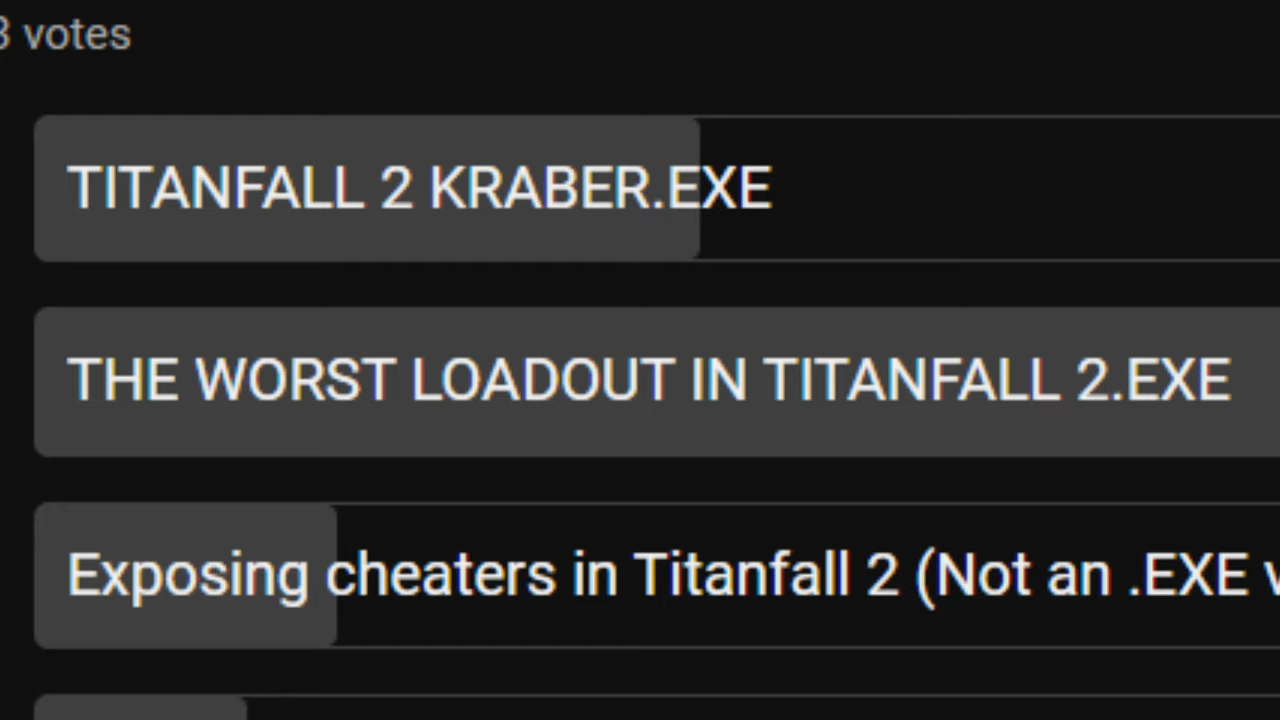 3 votes
TITANFALL 2 KRABER.EXE
THE WORST LOADOUT IN TITANFALL 2.EXE
Exposing cheaters in Titanfall 2 (Not an .EXE